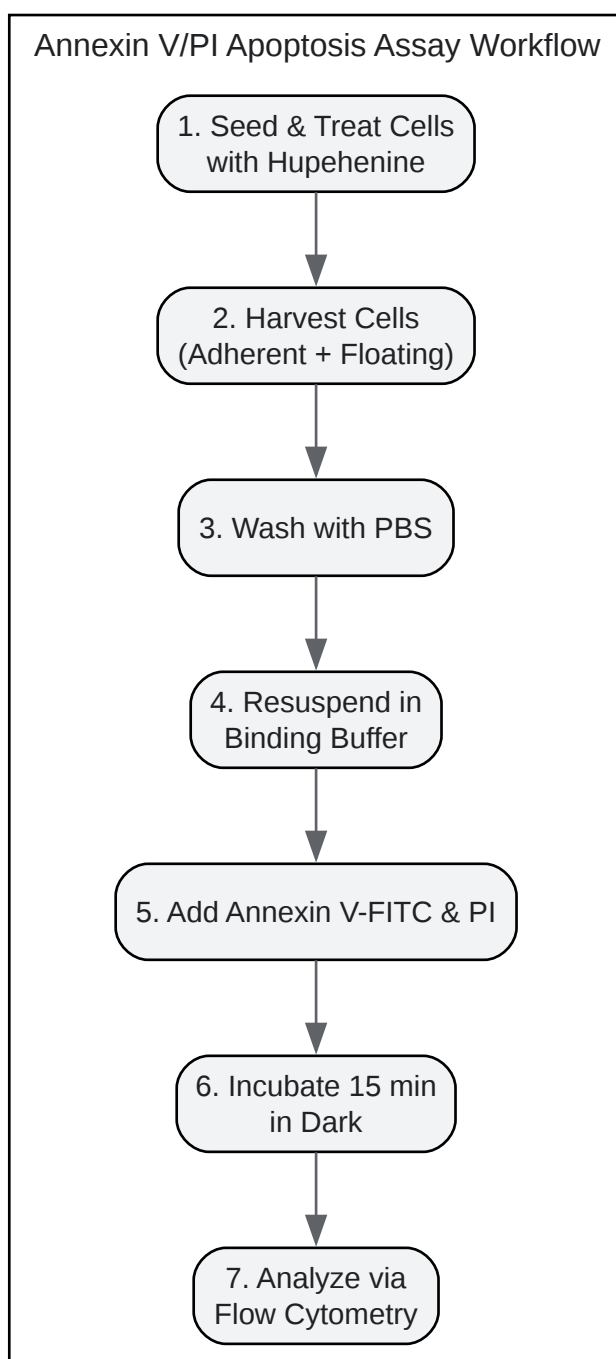 Annexin V/PI Apoptosis Assay Workflow
1. Seed & Treat Cells
with Hupehenine
2. Harvest Cells
(Adherent + Floating)
3. Wash with PBS
4. Resuspend in
Binding Buffer
5. Add Annexin V-FITC & PI
6. Incubate 15 min
in Dark
7. Analyze via
Flow Cytometry